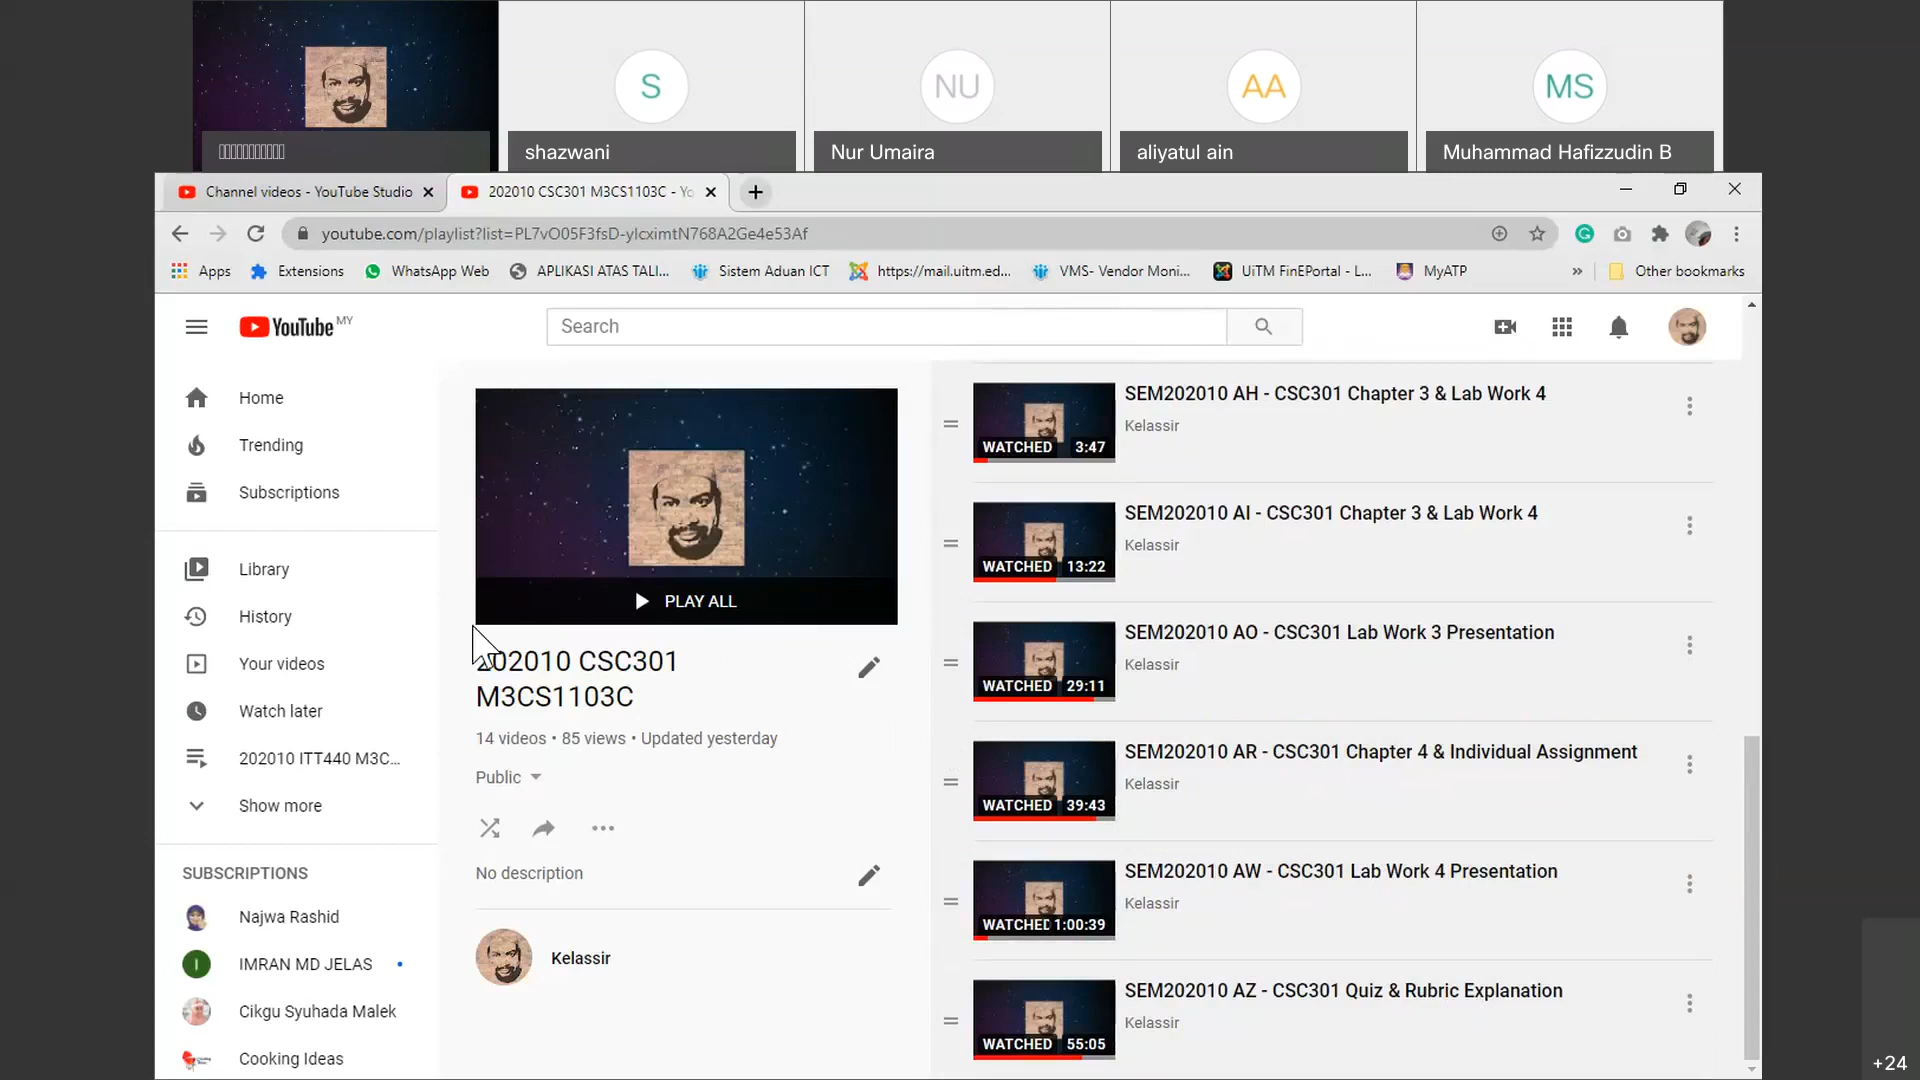 S
NU
AA
MS
shazwani
Nur Umaira
aliyatul ain
Muhammad Hafizzudin B
Channel videos - YouTube Studio
202010 CSC301 M3CS1103C - Yo
youtube.com/playlist?list=PL7vO05F3fsD-ylcximtN768A2Ge4e53Af
Apps
Extensions
WhatsApp Web
APLIKASI ATAS TALI...
Sistem Aduan ICT
https://mail.uitm.ed...
VMS- Vendor Moni...
UiTM FinEPortal - L...
MyATP
»
Other bookmarks
YouTube MY
Search
Home
Trending
Subscriptions
Library
History
Your videos
Watch later
202010 ITT440 M3C...
Show more
SUBSCRIPTIONS
Najwa Rashid
I
IMRAN MD JELAS
Cikgu Syuhada Malek
Cooking Ideas
PLAY ALL
202010 CSC301
M3CS1103C
14 videos • 85 views • Updated yesterday
Public
No description
Kelassir
SEM202010 AH - CSC301 Chapter 3 & Lab Work 4
Kelassir
WATCHED 3:47
SEM202010 AI - CSC301 Chapter 3 & Lab Work 4
Kelassir
WATCHED 13:22
SEM202010 AO - CSC301 Lab Work 3 Presentation
Kelassir
WATCHED 29:11
SEM202010 AR - CSC301 Chapter 4 & Individual Assignment
Kelassir
WATCHED 39:43
SEM202010 AW - CSC301 Lab Work 4 Presentation
Kelassir
WATCHED 1:00:39
SEM202010 AZ - CSC301 Quiz & Rubric Explanation
Kelassir
WATCHED 55:05
+24